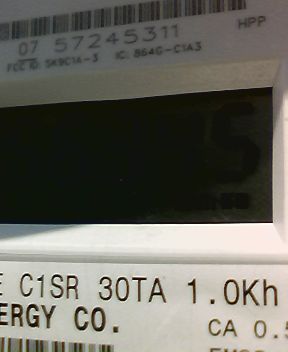 07 57245311 HPP
FCC ID: SK9C1A-3 IC: 864G-C1A3
E C1SR 30TA 1.0Kh
ERGY CO.
CA 0.5